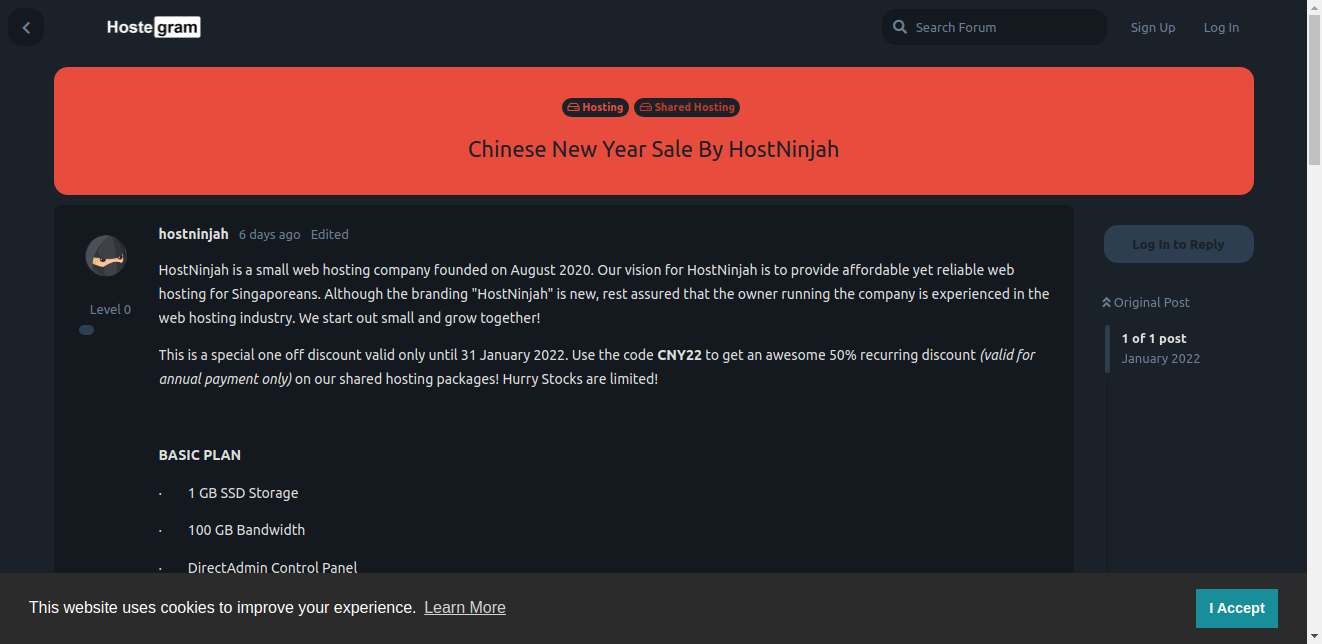 Hostegram
Search Forum
Sign Up
Log In
Hosting
Shared Hosting
Chinese New Year Sale By HostNinjah
hostninjah 6 days ago Edited
Level 0
HostNinjah is a small web hosting company founded on August 2020. Our vision for HostNinjah is to provide affordable yet reliable web
hosting for Singaporeans. Although the branding "HostNinjah" is new, rest assured that the owner running the company is experienced in the
web hosting industry. We start out small and grow together!
This is a special one off discount valid only until 31 January 2022. Use the code CNY22 to get an awesome 50% recurring discount (valid for
annual payment only) on our shared hosting packages! Hurry Stocks are limited!
BASIC PLAN
· 1 GB SSD Storage
· 100 GB Bandwidth
· DirectAdmin Control Panel
Log In to Reply
Original Post
1 of 1 post
January 2022
This website uses cookies to improve your experience. Learn More
I Accept